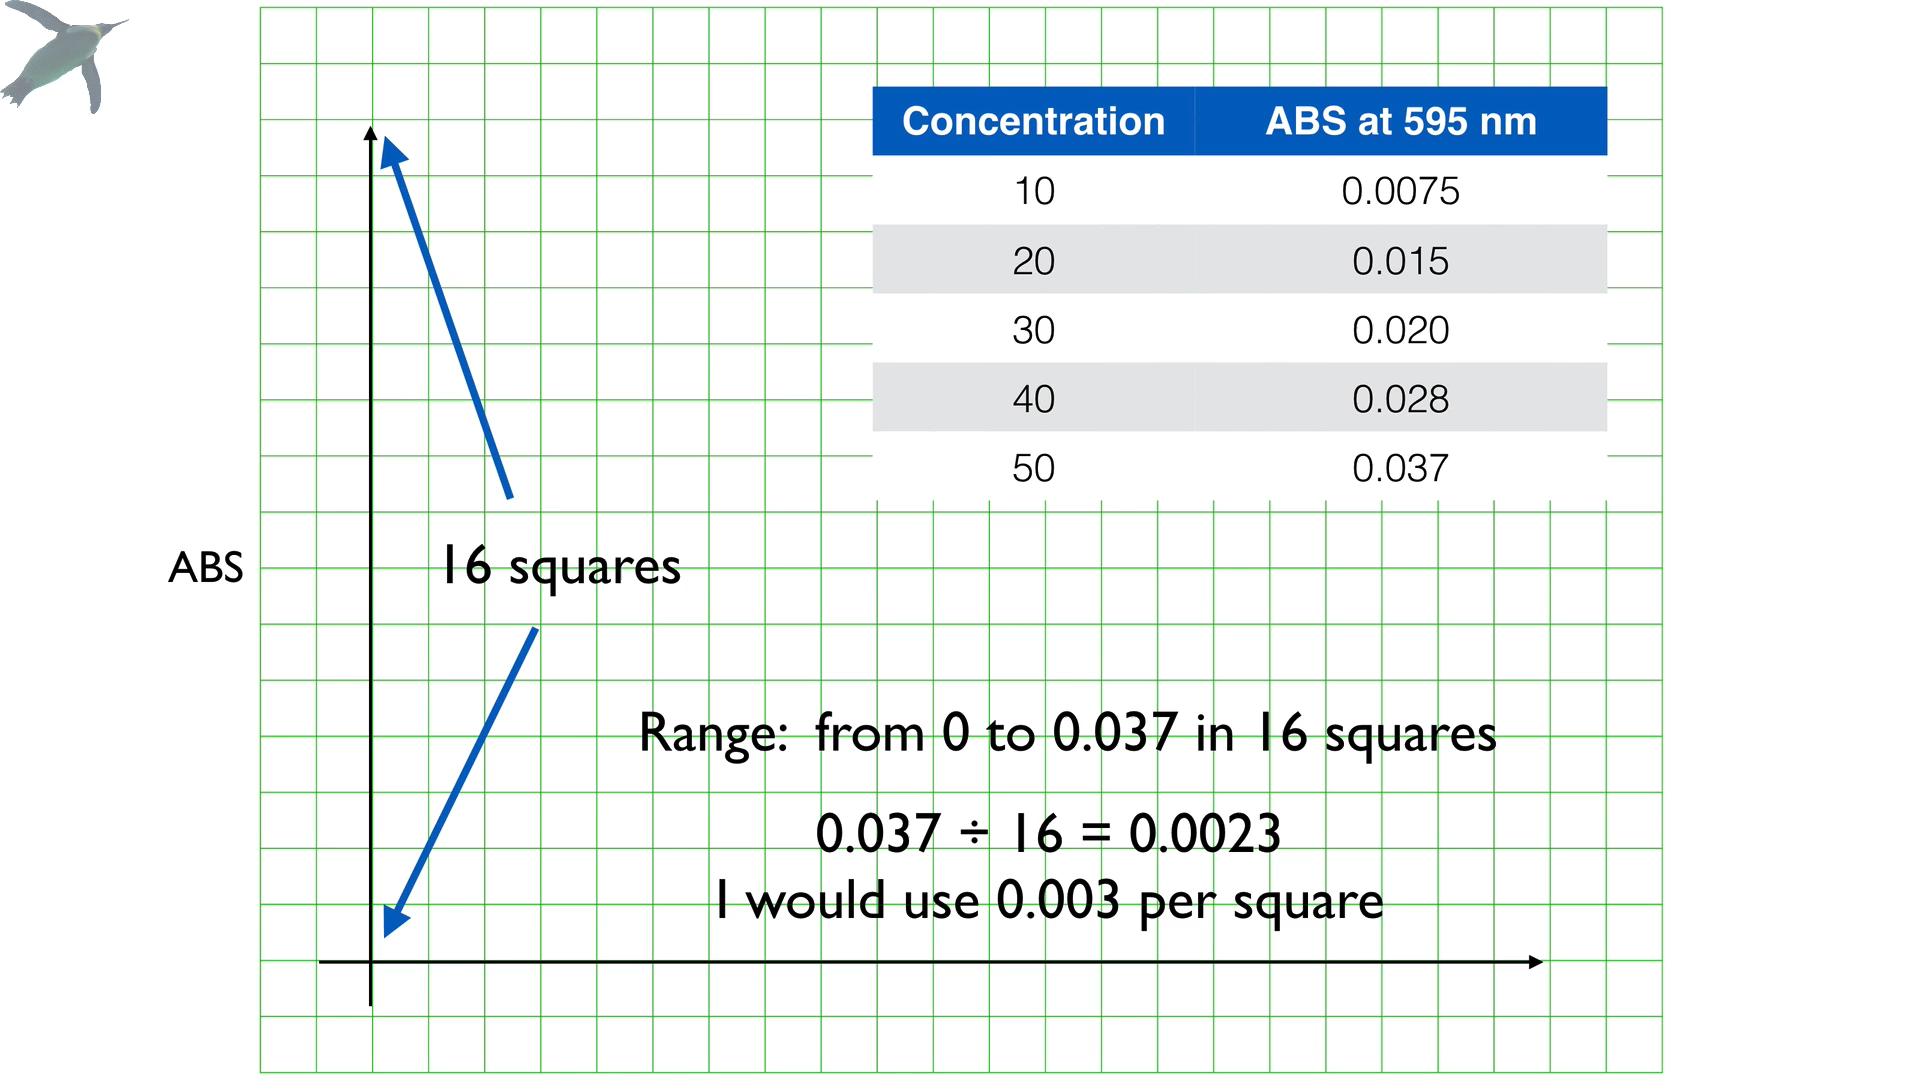 Concentration ABS at 595 nm
10 0.0075
20 0.015
30 0.020
40 0.028
50 0.037
ABS
16 squares
Range: from 0 to 0.037 in 16 squares
0.037 ÷ 16 = 0.0023
I would use 0.003 per square